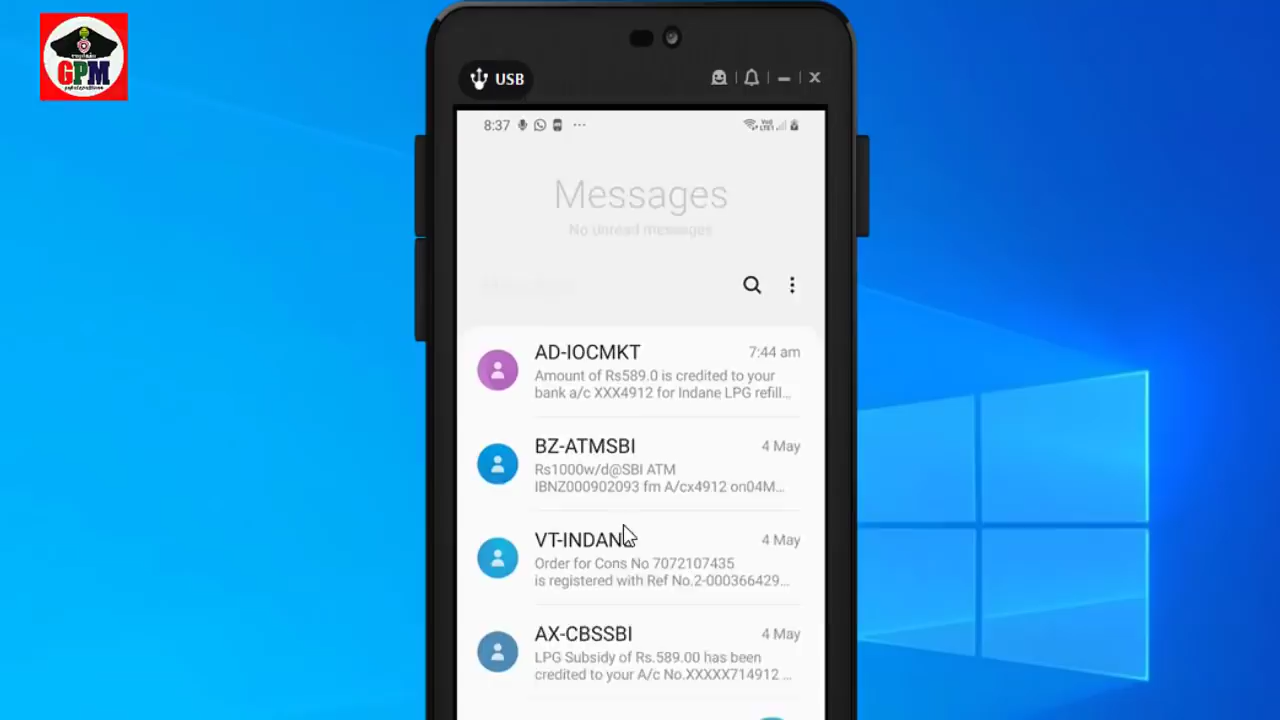 GPM
USB
8:37
Messages
No unread messages
AD-IOCMKT
7:44 am
Amount of Rs589.0 is credited to your
bank a/c XXX4912 for Indane LPG refill...
BZ-ATMSBI
4 May
Rs1000w/d@SBI ATM
IBNZ000902093 fm A/cx4912 on04M...
VT-INDAN
4 May
Order for Cons No 7072107435
is registered with Ref No.2-000366429...
AX-CBSSBI
4 May
LPG Subsidy of Rs.589.00 has been
credited to your A/c No.XXXXX714912 ...